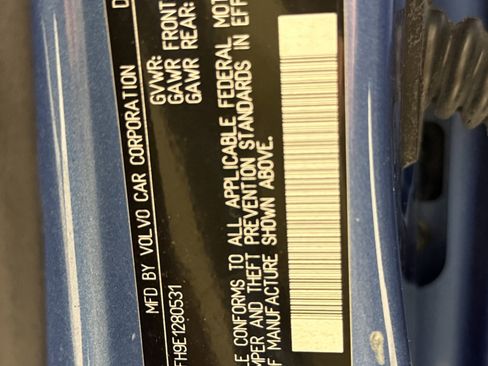 D
MFD BY VOLVO CAR CORPORATION
GVWR:
GAWR FRONT
GAWR REAR:
FH9E1280531
LE CONFORMS TO ALL APPLICABLE FEDERAL MOT
MPER AND THEFT PREVENTION STANDARDS IN EFF
F MANUFACTURE SHOWN ABOVE.